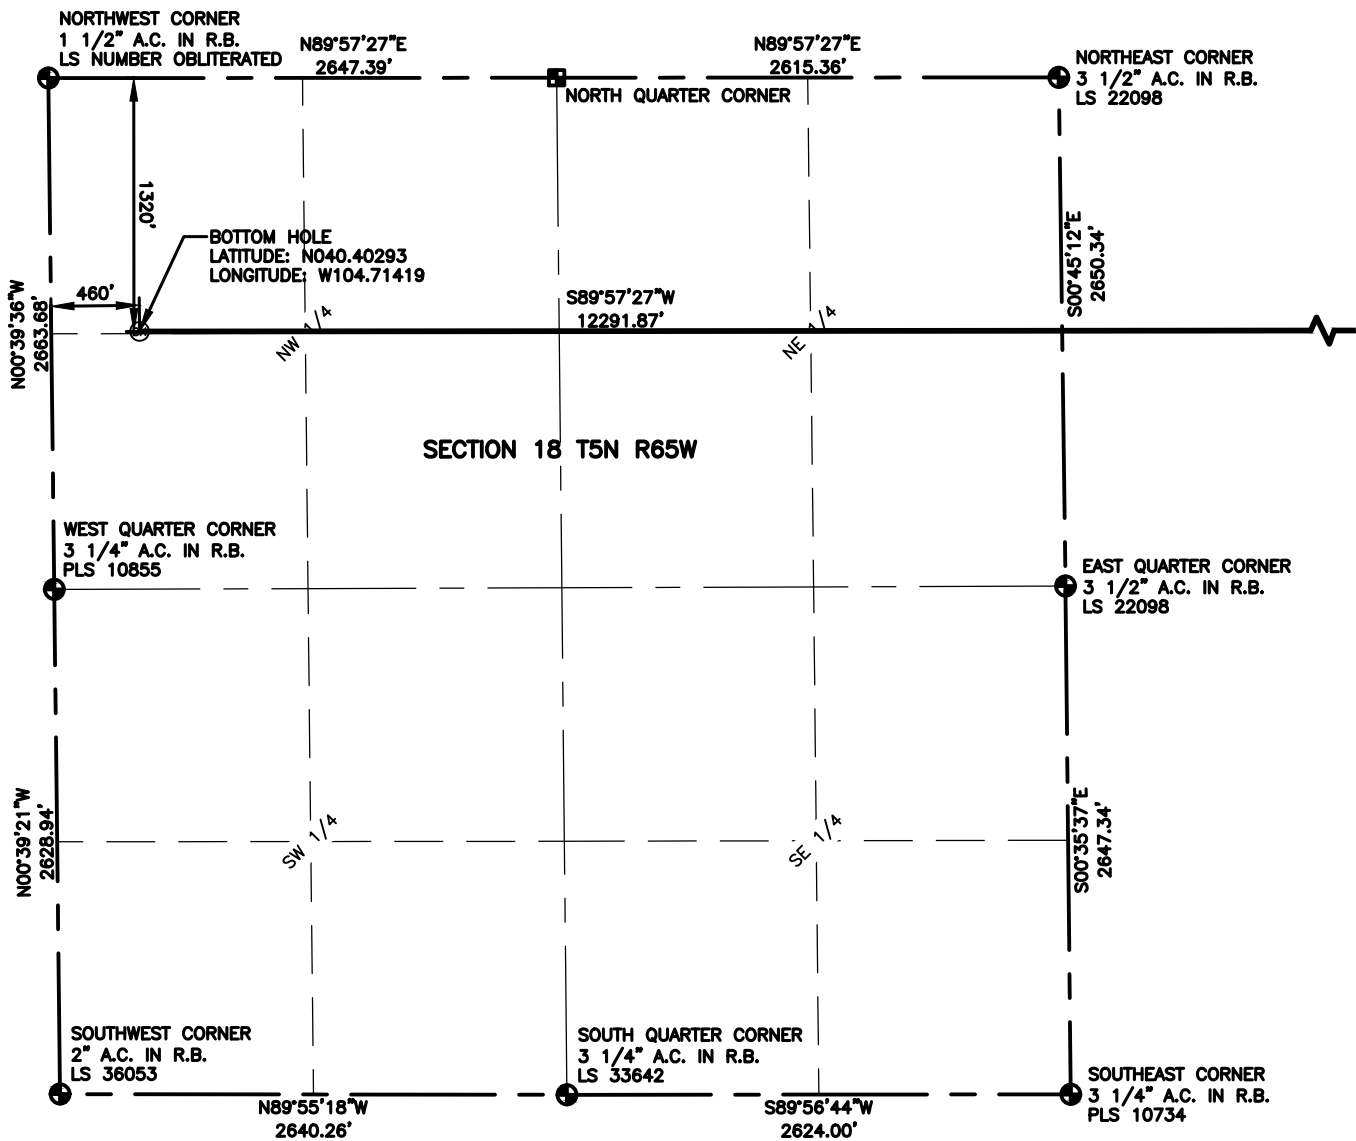 NORTHWEST CORNER
1 1/2" A.C. IN R.B.
LS NUMBER OBLITERATED
N89°57'27"E
2647.39'
N89°57'27"E
2615.36'
NORTHEAST CORNER
3 1/2" A.C. IN R.B.
LS 22098
NORTH QUARTER CORNER
1320'
BOTTOM HOLE
LATITUDE: N040.40293
LONGITUDE: W104.71419
460'
N00°39'36"W
2663.68'
S89°57'27"W
12291.87'
S00°45'12"E
2650.34'
NW 1/4
NE 1/4
SECTION 18 T5N R65W
WEST QUARTER CORNER
3 1/4" A.C. IN R.B.
PLS 10855
EAST QUARTER CORNER
3 1/2" A.C. IN R.B.
LS 22098
N00°39'21"W
2628.94'
SW 1/4
SE 1/4
S00°35'37"E
2647.34'
SOUTHWEST CORNER
2" A.C. IN R.B.
LS 36053
SOUTH QUARTER CORNER
3 1/4" A.C. IN R.B.
LS 33642
SOUTHEAST CORNER
3 1/4" A.C. IN R.B.
PLS 10734
N89°55'18"W
2640.26'
S89°56'44"W
2624.00'